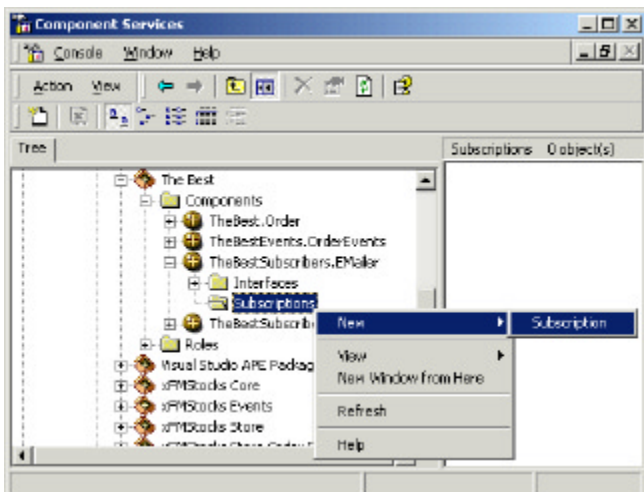 Component Services
Console Window Help
Action View
Tree
Subscriptions 0 object(s)
The Best
Components
TheBest.Order
TheBestEvents.OrderEvents
TheBestSubscribers.EMailer
Interfaces
Subscriptions
TheBestSubscribe
Roles
Visual Studio APE Packag
xFMStocks Core
xFMStocks Events
xFMStocks Store
New
Subscription
View
New Window from Here
Refresh
Help